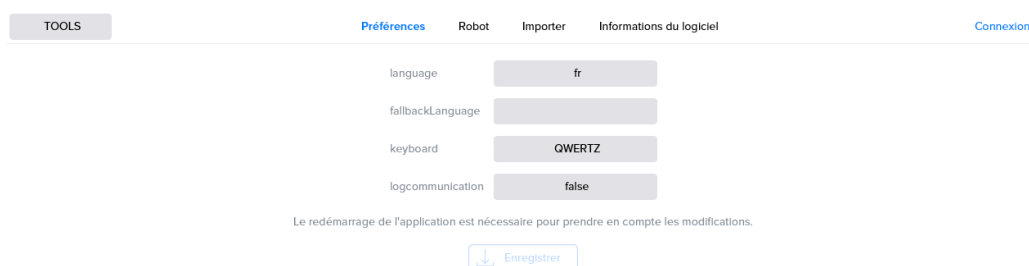 TOOLS Préférences Robot Importer Informations du logiciel Connexion
language fr
fallbackLanguage
keyboard QWERTZ
logcommunication false
Le redémarrage de l'application est nécessaire pour prendre en compte les modifications.
Enregistrer